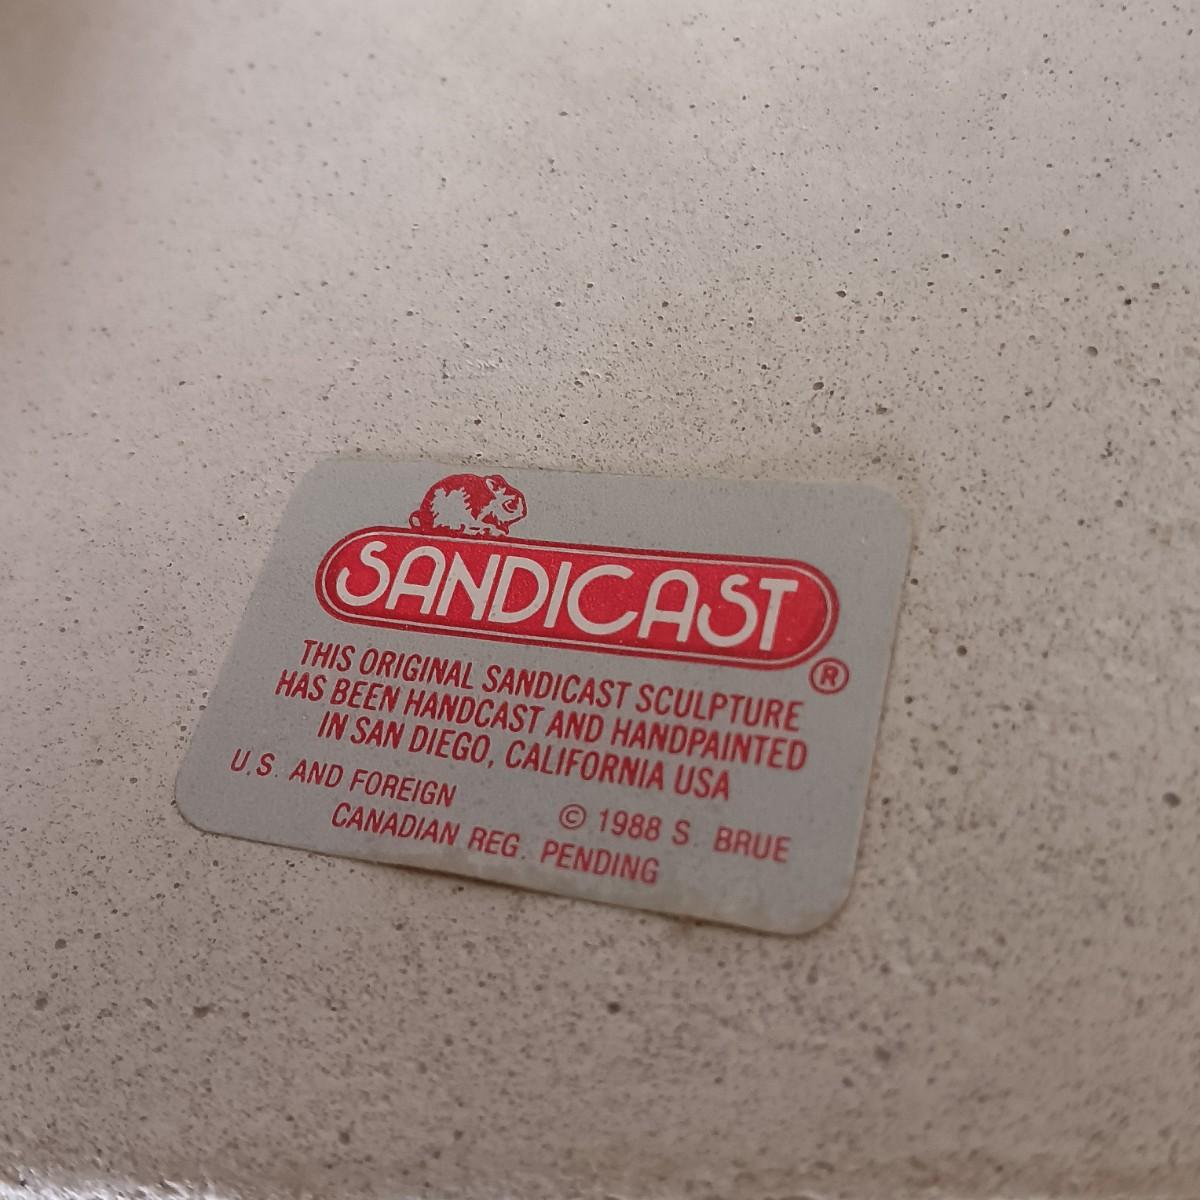 SANDICAST ®
THIS ORIGINAL SANDICAST SCULPTURE
HAS BEEN HANDCAST AND HANDPAINTED
IN SAN DIEGO, CALIFORNIA USA
U.S. AND FOREIGN © 1988 S. BRUE
CANADIAN REG. PENDING